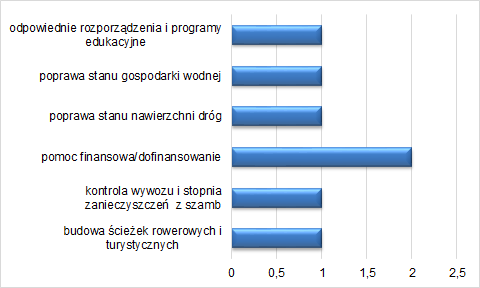 odpowiednie rozporządzenia i programy
edukacyjne
poprawa stanu gospodarki wodnej
poprawa stanu nawierzchni dróg
pomoc finansowa/dofinansowanie
kontrola wywozu i stopnia
zanieczyszczeń z szamb
budowa ścieżek rowerowych i
turystycznych
0 0,5 1 1,5 2 2,5